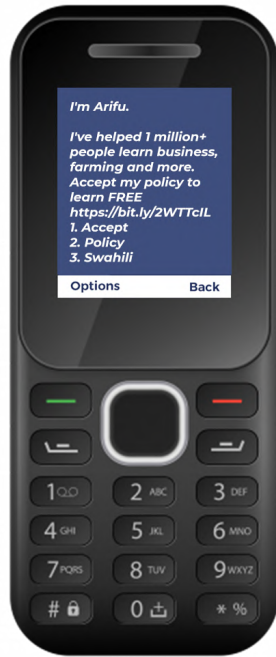 I'm Arifu.
I've helped 1 million+
people learn business,
farming and more.
Accept my policy to
learn FREE
https://bit.ly/2WTTcIL
1. Accept
2. Policy
3. Swahili
Options Back
1
2 ABC
3 DEF
4 GHI
5 JKL
6 MNO
7 PQRS
8 TUV
9 WXYZ
#
0
* %